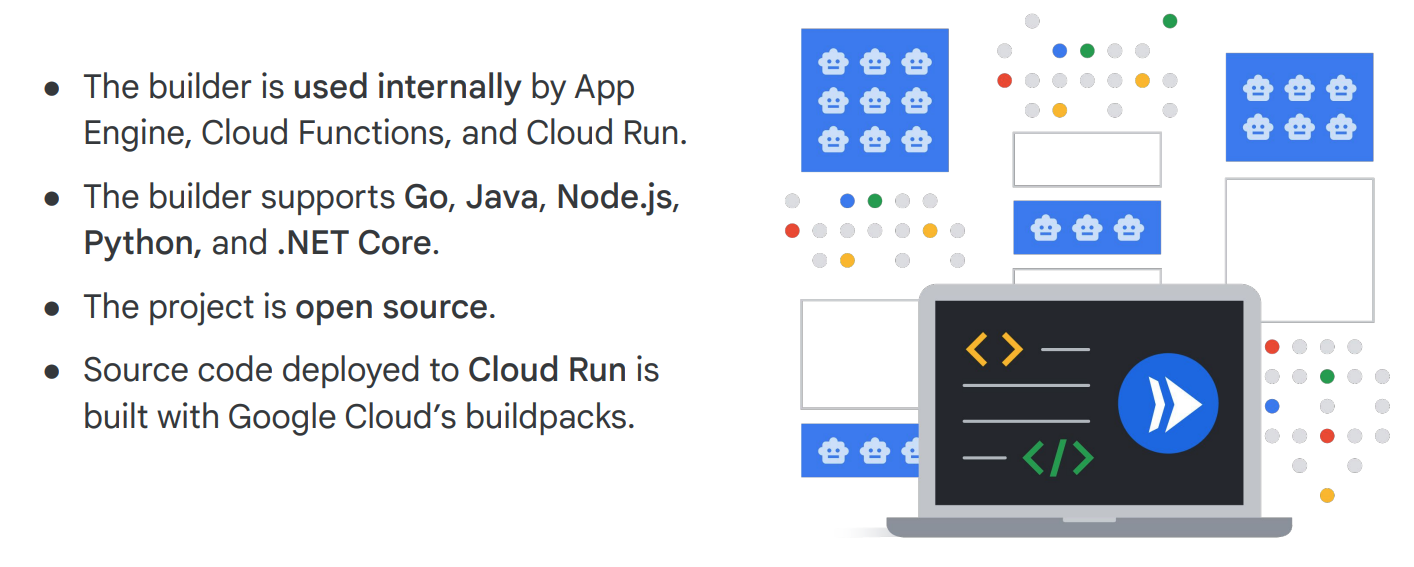 ● The builder is used internally by App
Engine, Cloud Functions, and Cloud Run.
● The builder supports Go, Java, Node.js,
Python, and .NET Core.
● The project is open source.
● Source code deployed to Cloud Run is
built with Google Cloud’s buildpacks.